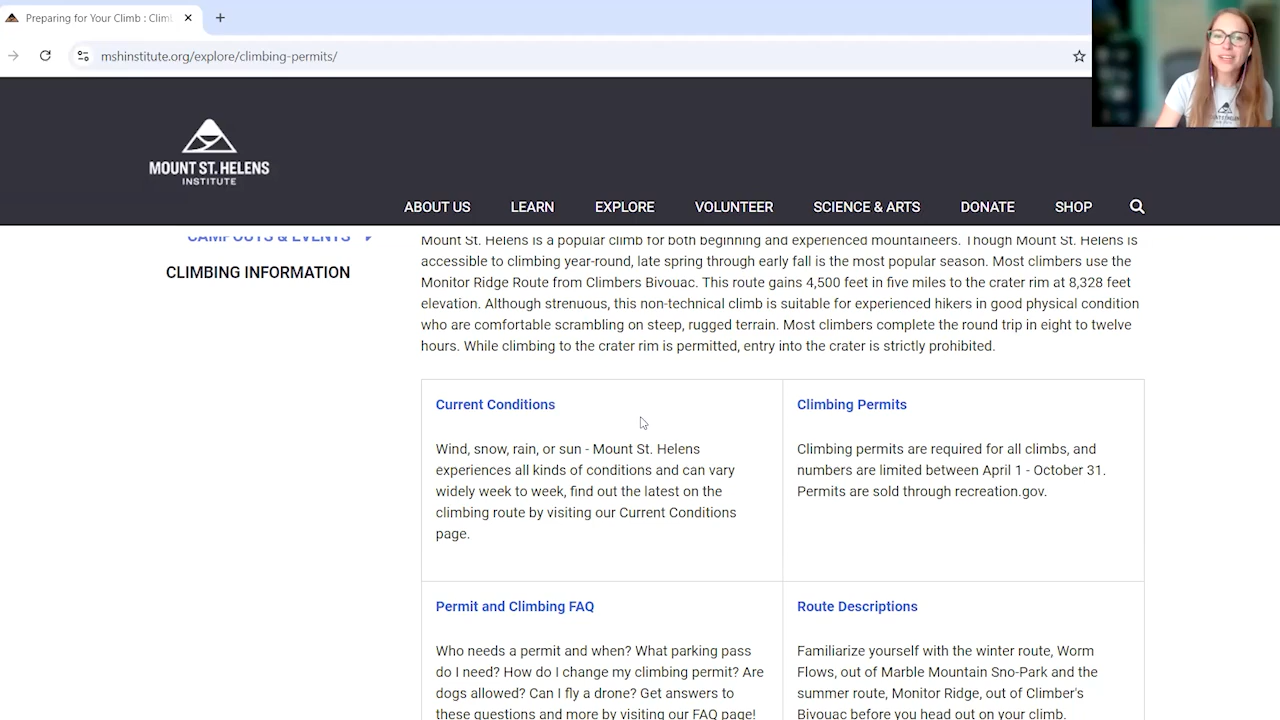 Preparing for Your Climb : Clim
mshinstitute.org/explore/climbing-permits/
MOUNT ST. HELENS
INSTITUTE
ABOUT US
LEARN
EXPLORE
VOLUNTEER
SCIENCE & ARTS
DONATE
SHOP
CAMPOUTS & EVENTS
CLIMBING INFORMATION
Mount St. Helens is a popular climb for both beginning and experienced mountaineers. Though Mount St. Helens is
accessible to climbing year-round, late spring through early fall is the most popular season. Most climbers use the
Monitor Ridge Route from Climbers Bivouac. This route gains 4,500 feet in five miles to the crater rim at 8,328 feet
elevation. Although strenuous, this non-technical climb is suitable for experienced hikers in good physical condition
who are comfortable scrambling on steep, rugged terrain. Most climbers complete the round trip in eight to twelve
hours. While climbing to the crater rim is permitted, entry into the crater is strictly prohibited.
Current Conditions
Wind, snow, rain, or sun - Mount St. Helens
experiences all kinds of conditions and can vary
widely week to week, find out the latest on the
climbing route by visiting our Current Conditions
page.
Climbing Permits
Climbing permits are required for all climbs, and
numbers are limited between April 1 - October 31.
Permits are sold through recreation.gov.
Permit and Climbing FAQ
Who needs a permit and when? What parking pass
do I need? How do I change my climbing permit? Are
dogs allowed? Can I fly a drone? Get answers to
these questions and more by visiting our FAQ page!
Route Descriptions
Familiarize yourself with the winter route, Worm
Flows, out of Marble Mountain Sno-Park and the
summer route, Monitor Ridge, out of Climber's
Bivouac before you head out on your climb.